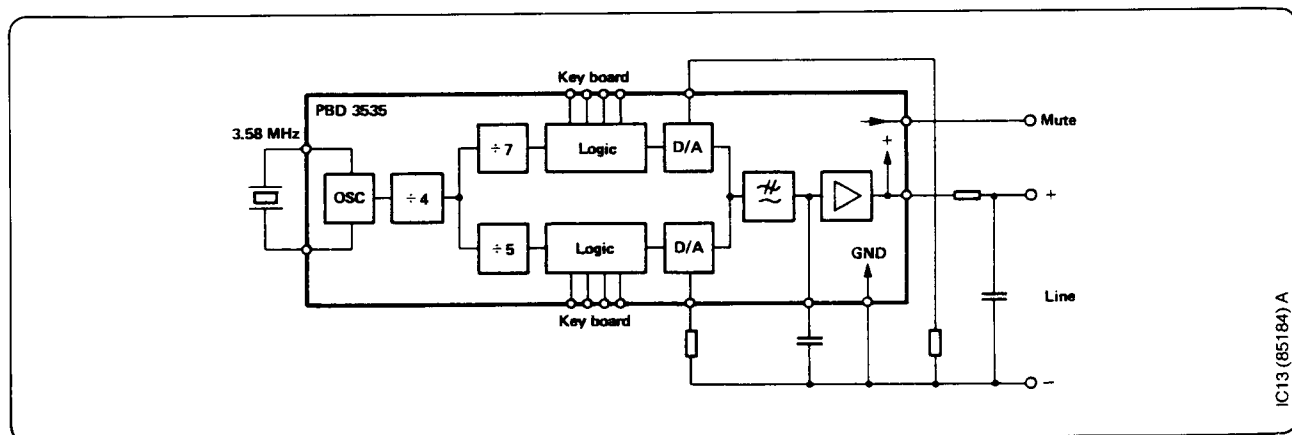 Key board
PBD 3535
3.58 MHz
OSC
÷4
÷7
Logic
D/A
÷5
Logic
D/A
Key board
GND
Mute
+
+
Line
–
IC13 (85184) A